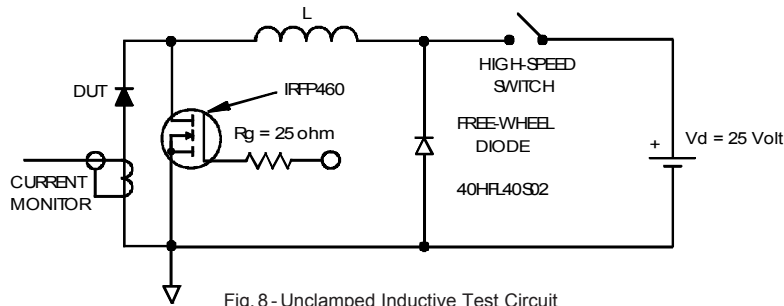 L
HIGH-SPEED
SWITCH
DUT
IRFP460
Rg = 25 ohm
FREE-WHEEL
DIODE
+
Vd = 25 Volt
CURRENT
MONITOR
40HFL40S02
Fig. 8 - Unclamped Inductive Test Circuit